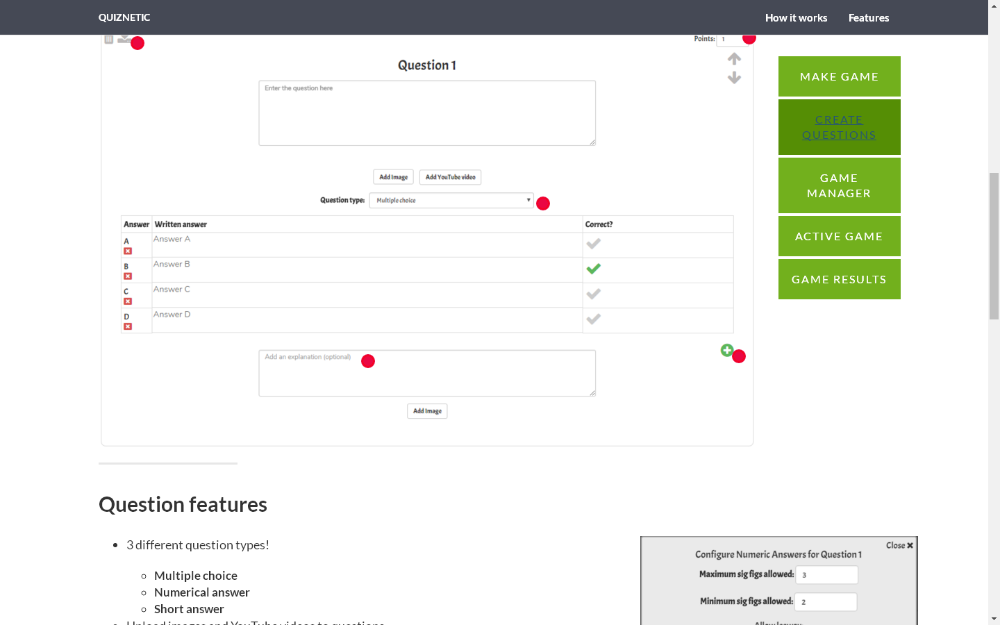 QUIZNETIC
How it works
Features
Points: 1
Question 1
Enter the question here
Add Image
Add YouTube video
Question type: Multiple choice
Answer Written answer Correct?
A Answer A
B Answer B
C Answer C
D Answer D
Add an explanation (optional)
Add Image
MAKE GAME
CREATE
QUESTIONS
GAME
MANAGER
ACTIVE GAME
GAME RESULTS
Question features
3 different question types!
Multiple choice
Numerical answer
Short answer
Upload images and YouTube videos to questions
Close
Configure Numeric Answers for Question 1
Maximum sig figs allowed: 3
Minimum sig figs allowed: 2